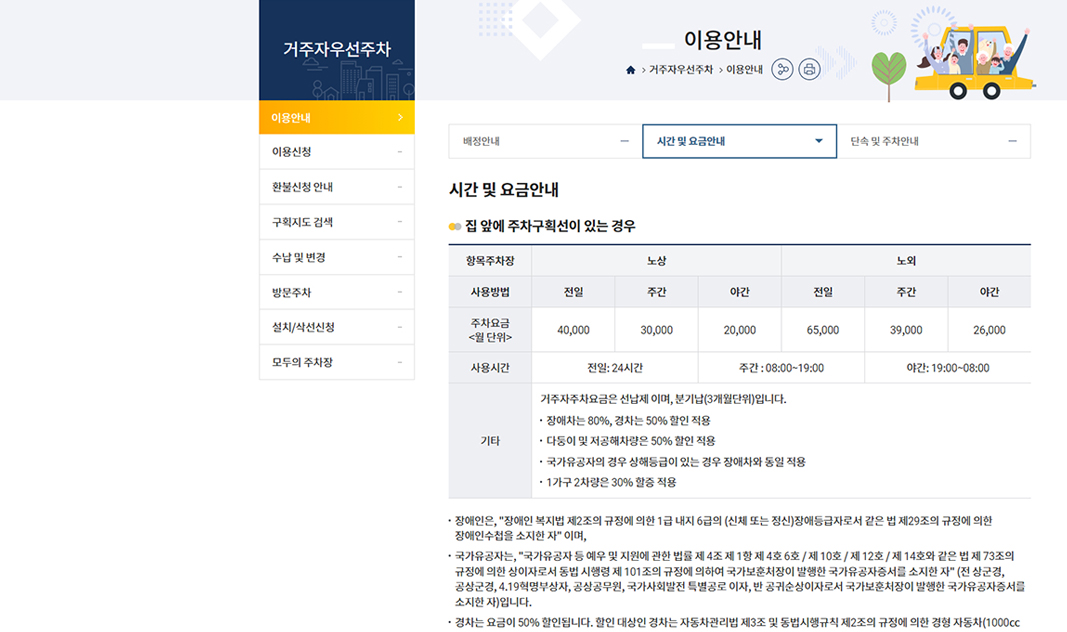 거주자우선주차
이용안내
이용신청
환불신청 안내
구획지도 검색
수납 및 변경
방문주차
설치/삭선신청
모두의 주차장
이용안내
> 거주자우선주차 > 이용안내
배정안내 시간 및 요금안내 단속 및 주차안내
시간 및 요금안내
집 앞에 주차구획선이 있는 경우
항목주차장 노상 노외
사용방법 전일 주간 야간 전일 주간 야간
주차요금
<월 단위> 40,000 30,000 20,000 65,000 39,000 26,000
사용시간 전일: 24시간 주간 : 08:00~19:00 야간: 19:00~08:00
기타
거주자주차요금은 선납제 이며, 분기납(3개월단위)입니다.
· 장애차는 80%, 경차는 50% 할인 적용
· 다둥이 및 저공해차량은 50% 할인 적용
· 국가유공자의 경우 상해등급이 있는 경우 장애차와 동일 적용
· 1가구 2차량은 30% 할증 적용
· 장애인은, "장애인 복지법 제2조의 규정에 의한 1급 내지 6급의 (신체 또는 정신)장애등급자로서 같은 법 제29조의 규정에 의한
장애인수첩을 소지한 자" 이며,
· 국가유공자는, "국가유공자 등 예우 및 지원에 관한 법률 제 4조 제 1항 제 4호 6호 / 제 10호 / 제 12호 / 제 14호와 같은 법 제 73조의
규정에 의한 상이자로서 동법 시행령 제 101조의 규정에 의하여 국가보훈처장이 발행한 국가유공자증서를 소지한 자" (전 상군경,
공상군경, 4.19혁명부상자, 공상공무원, 국가사회발전 특별공로 이자, 반 공귀순상이자로서 국가보훈처장이 발행한 국가유공자증서를
소지한 자)입니다.
· 경차는 요금이 50% 할인됩니다. 할인 대상인 경차는 자동차관리법 제3조 및 동법시행규칙 제2조의 규정에 의한 경형 자동차(1000cc